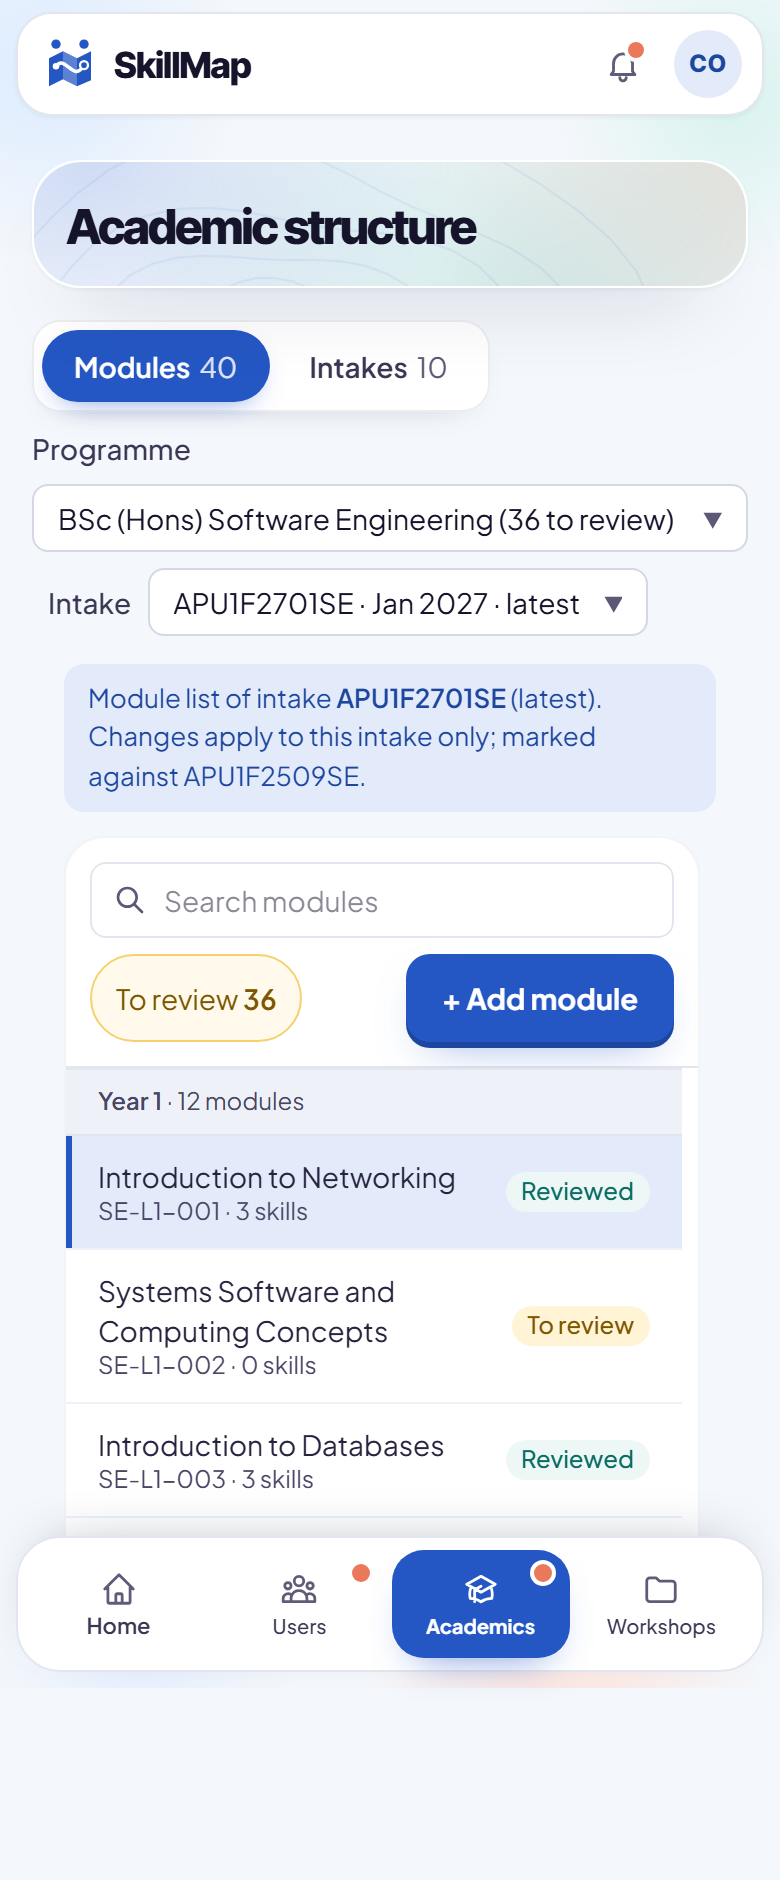 SkillMap
CO
Academic structure
Modules 40
Intakes 10
Programme
BSc (Hons) Software Engineering (36 to review)
Intake
APU1F2701SE · Jan 2027 · latest
Module list of intake APU1F2701SE (latest).
Changes apply to this intake only; marked
against APU1F2509SE.
Search modules
To review 36
+ Add module
Year 1 · 12 modules
Introduction to Networking
SE-L1-001 · 3 skills
Reviewed
Systems Software and
Computing Concepts
SE-L1-002 · 0 skills
To review
Introduction to Databases
SE-L1-003 · 3 skills
Reviewed
Home
Users
Academics
Workshops